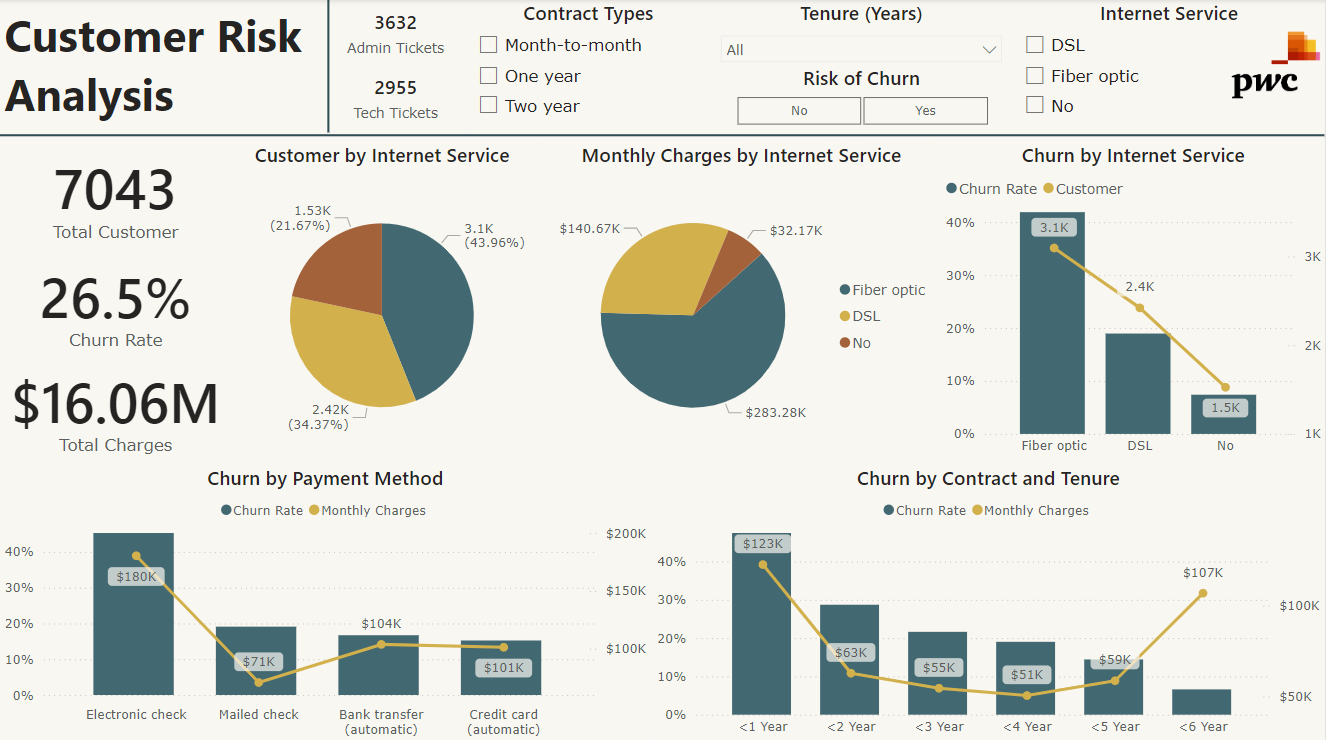 Customer Risk
Analysis
3632
Admin Tickets
2955
Tech Tickets
Contract Types
Month-to-month
One year
Two year
Tenure (Years)
All
Risk of Churn
No Yes
Internet Service
DSL
Fiber optic
No
pwc
7043
Total Customer
26.5%
Churn Rate
$16.06M
Total Charges
Customer by Internet Service
1.53K
(21.67%)
3.1K
(43.96%)
2.42K
(34.37%)
Monthly Charges by Internet Service
$140.67K
$32.17K
$283.28K
Fiber optic
DSL
No
Churn by Internet Service
Churn Rate Customer
40%
30%
20%
10%
0%
3.1K
2.4K
1.5K
3K
2K
1K
Fiber optic DSL No
Churn by Payment Method
Churn Rate Monthly Charges
40%
30%
20%
10%
0%
$180K
$71K
$104K
$101K
$200K
$150K
$100K
Electronic check Mailed check Bank transfer Credit card
(automatic) (automatic)
Churn by Contract and Tenure
Churn Rate Monthly Charges
40%
30%
20%
10%
0%
$123K
$63K
$55K
$51K
$59K
$107K
$100K
$50K
<1 Year <2 Year <3 Year <4 Year <5 Year <6 Year